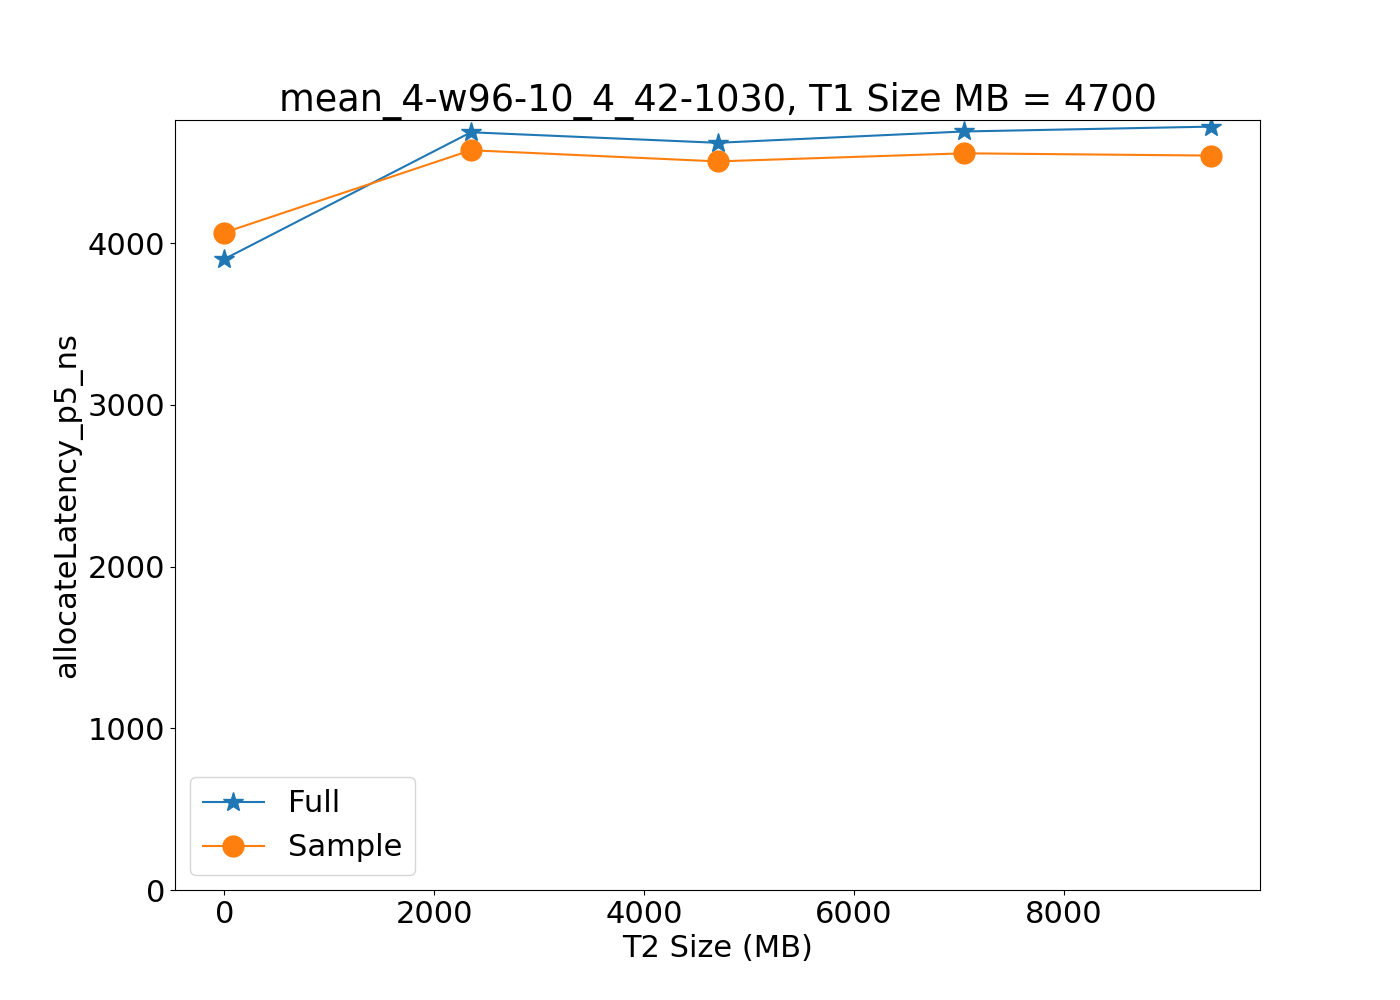 mean_4-w96-10_4_42-1030, T1 Size MB = 4700
allocateLatency_p5_ns
4000
3000
2000
1000
0
Full
Sample
0 2000 4000 6000 8000
T2 Size (MB)